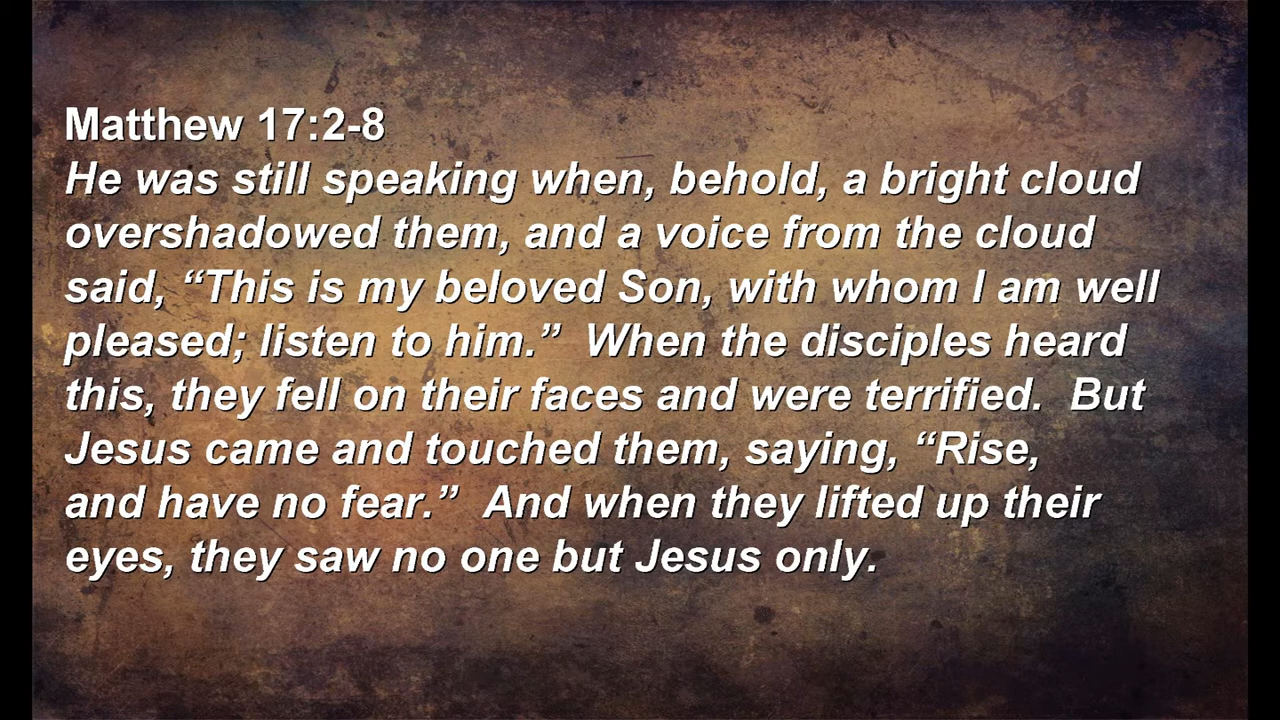 Matthew 17:2-8
He was still speaking when, behold, a bright cloud
overshadowed them, and a voice from the cloud
said, “This is my beloved Son, with whom I am well
pleased; listen to him.”  When the disciples heard
this, they fell on their faces and were terrified.  But
Jesus came and touched them, saying, “Rise,
and have no fear.”  And when they lifted up their
eyes, they saw no one but Jesus only.